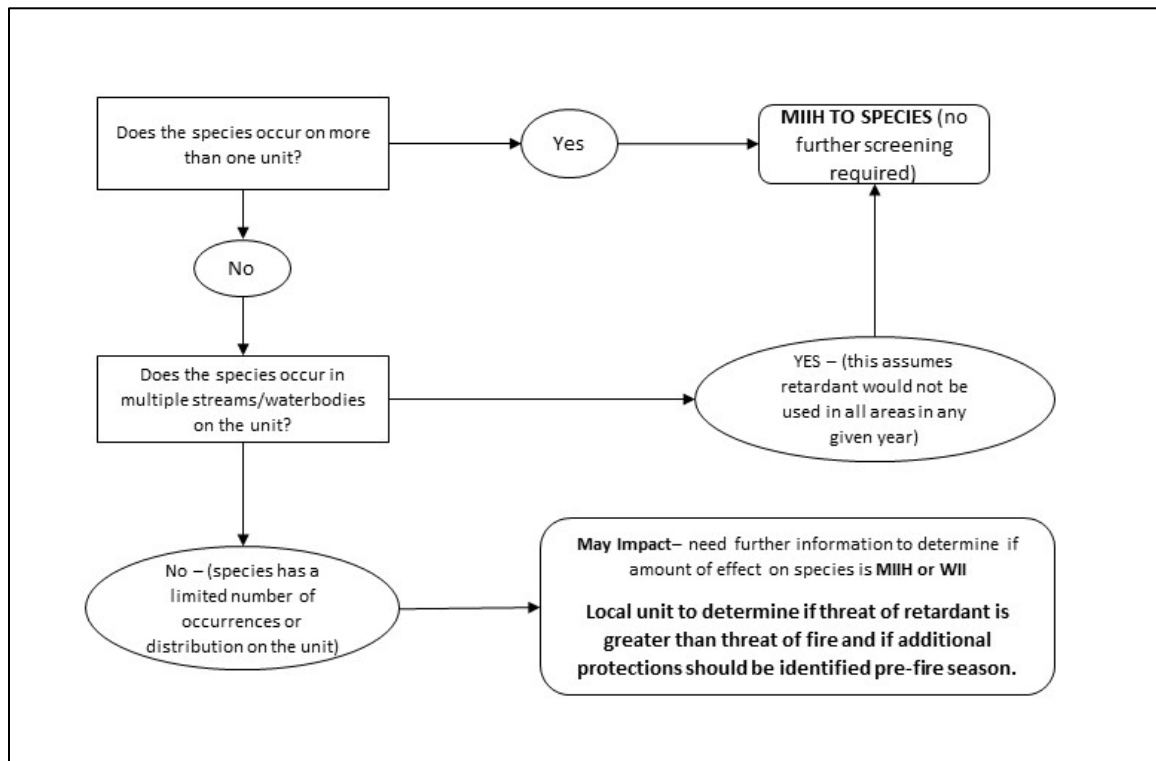 Does the species occur on more
than one unit?
Yes
MIIH TO SPECIES (no
further screening
required)
No
Does the species occur in
multiple streams/waterbodies
on the unit?
YES – (this assumes
retardant would not be
used in all areas in any
given year)
No – (species has a
limited number of
occurrences or
distribution on the unit)
May Impact– need further information to determine if
amount of effect on species is MIIH or WII
Local unit to determine if threat of retardant is
greater than threat of fire and if additional
protections should be identified pre-fire season.